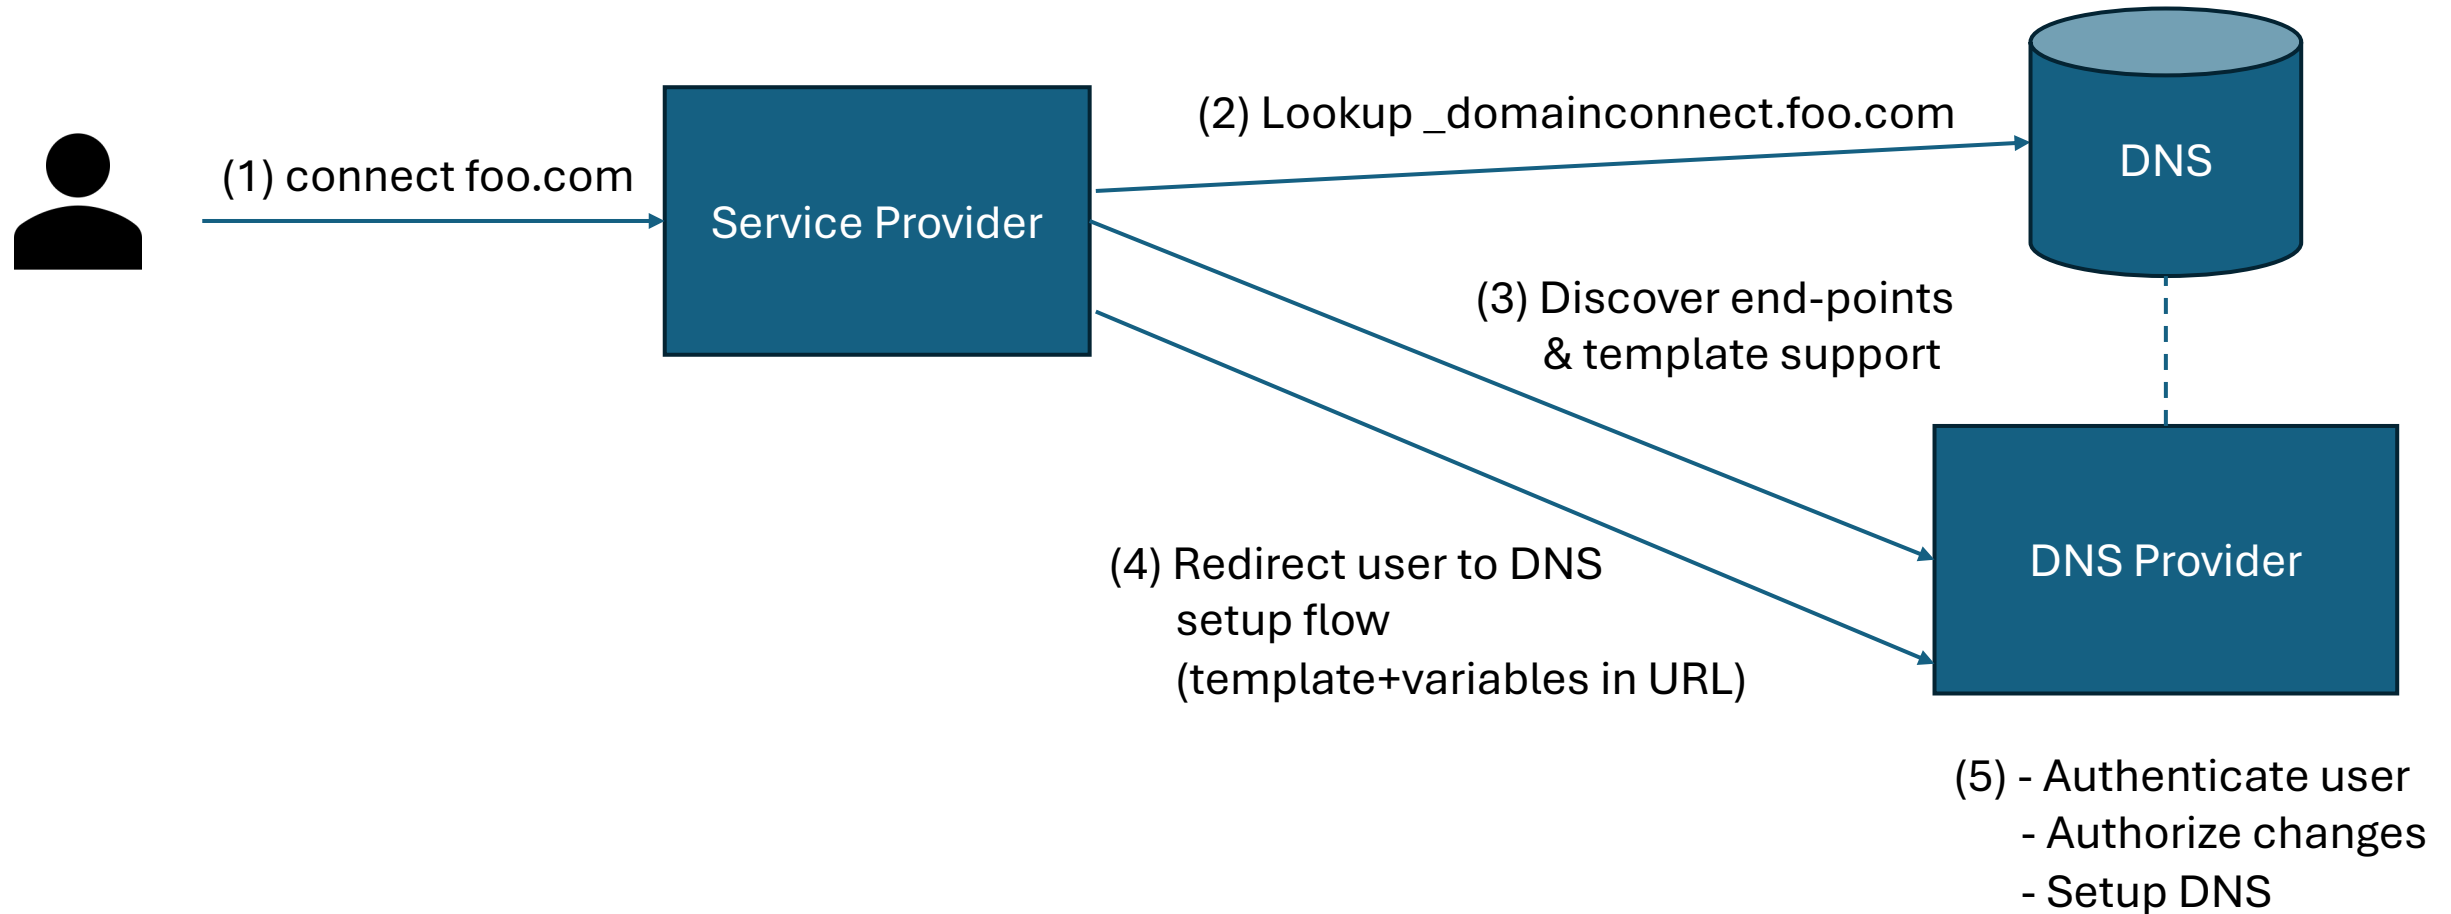 (1) connect foo.com
Service Provider
(2) Lookup _domainconnect.foo.com
DNS
(3) Discover end-points
& template support
(4) Redirect user to DNS
setup flow
(template+variables in URL)
DNS Provider
(5) - Authenticate user
- Authorize changes
- Setup DNS